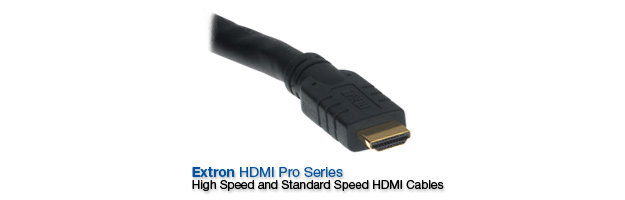 Extron HDMI Pro Series
High Speed and Standard Speed HDMI Cables